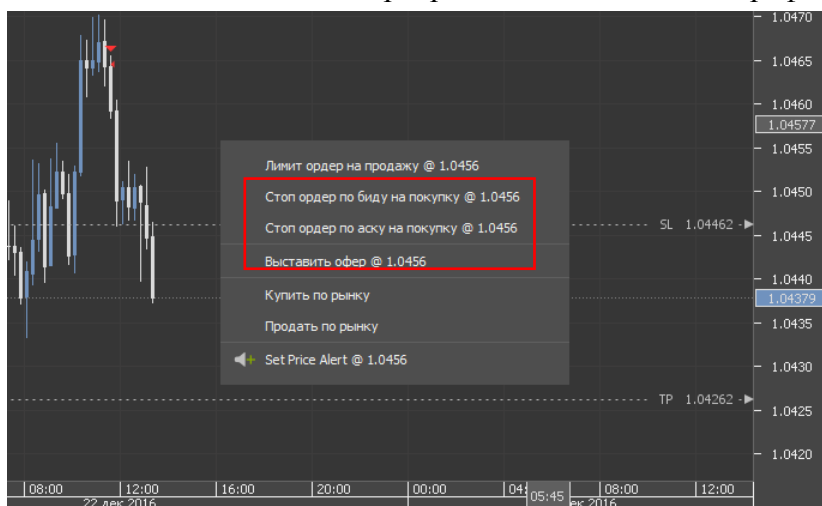 1.0470
1.0465
1.0460
1.04577
1.0455
Лимит ордер на продажу @ 1.0456
Стоп ордер по биду на покупку @ 1.0456
1.0450
Стоп ордер по аску на покупку @ 1.0456
SL 1.04462
1.0445
Выставить офер @ 1.0456
1.0440
Купить по рынку
1.04379
Продать по рынку
1.0435
Set Price Alert @ 1.0456
1.0430
TP 1.04262
1.0425
1.0420
08:00 12:00 16:00 20:00 00:00 04: 05:45 08:00 12:00
22 дек 2016 ек 2016